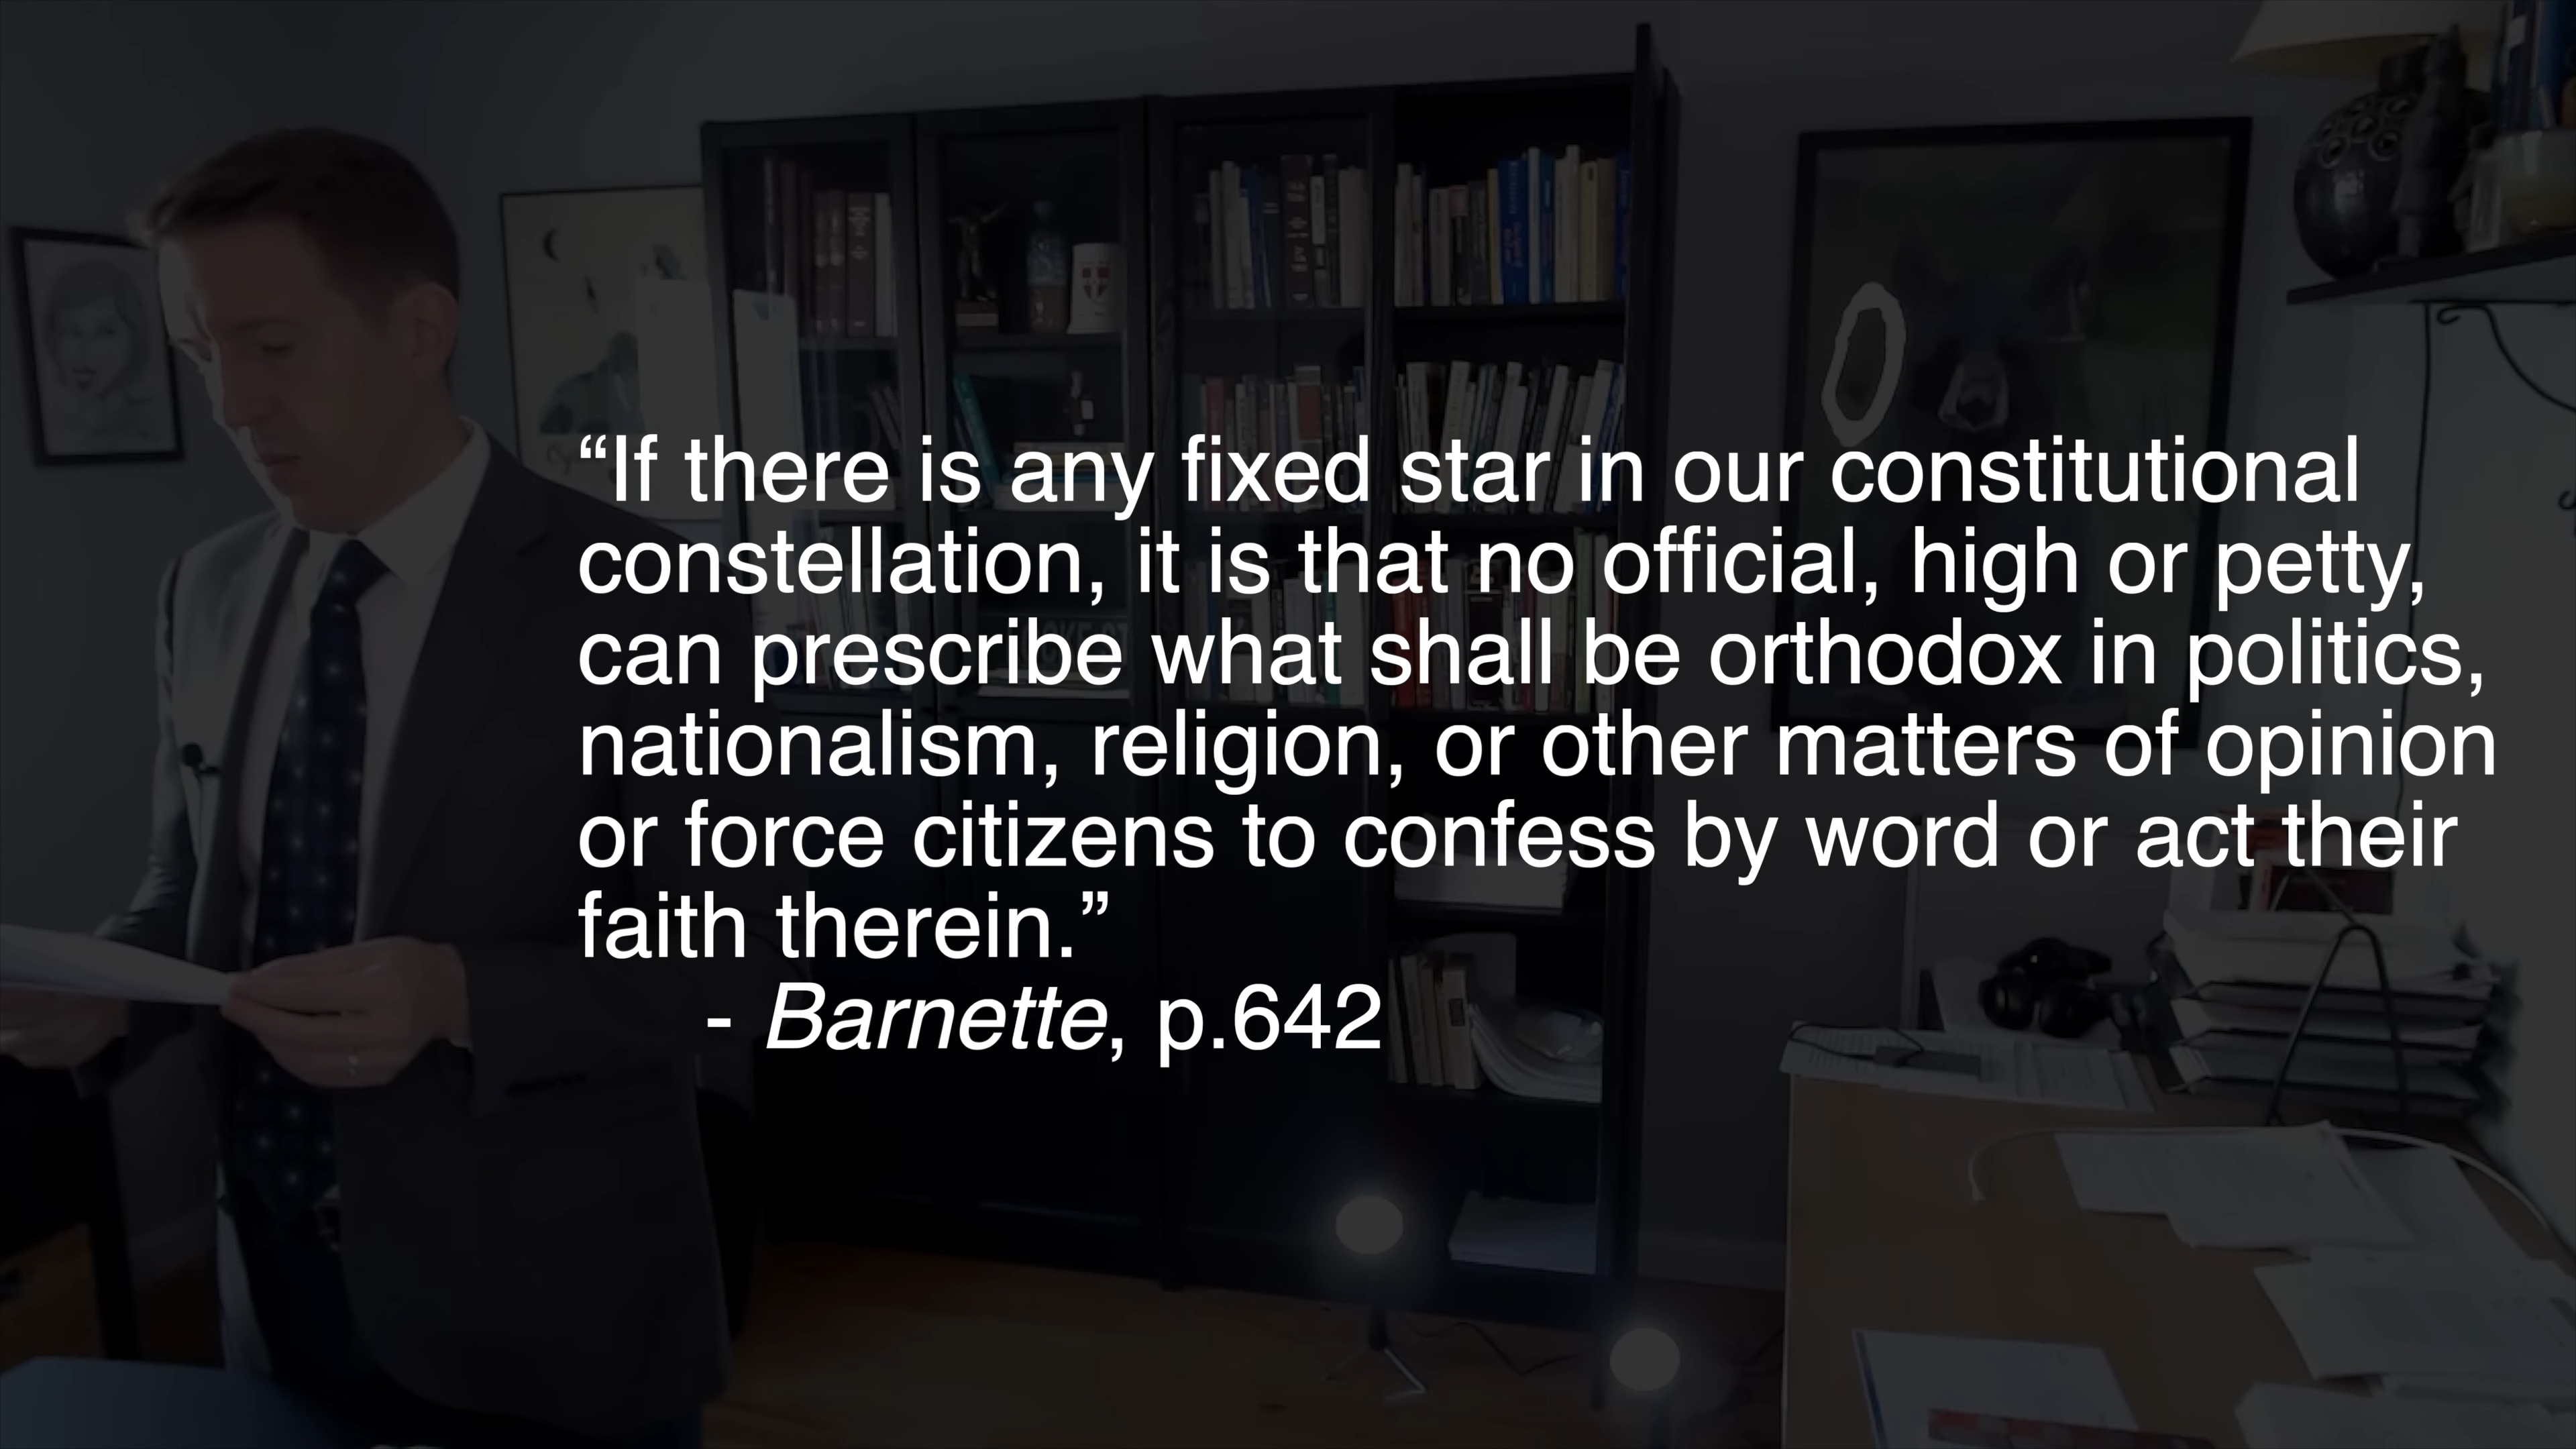 “If there is any fixed star in our constitutional
constellation, it is that no official, high or petty,
can prescribe what shall be orthodox in politics,
nationalism, religion, or other matters of opinion
or force citizens to confess by word or act their
faith therein.”
- Barnette, p.642